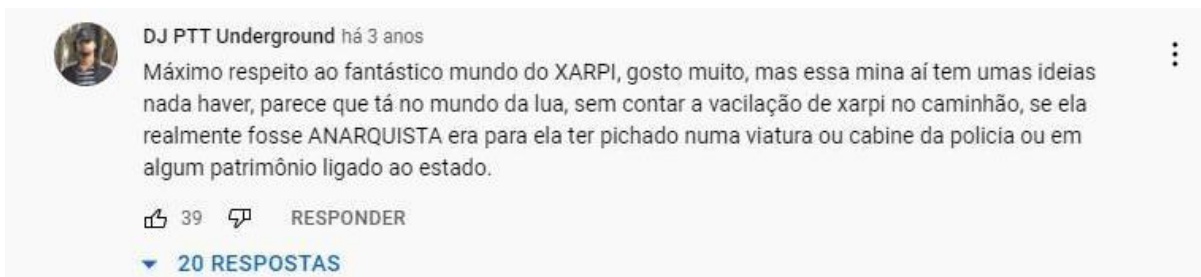 DJ PTT Underground há 3 anos
Máximo respeito ao fantástico mundo do XARPI, gosto muito, mas essa mina aí tem umas ideias
nada haver, parece que tá no mundo da lua, sem contar a vacilação de xarpi no caminhão, se ela
realmente fosse ANARQUISTA era para ela ter pichado numa viatura ou cabine da policia ou em
algum patrimônio ligado ao estado.
39 RESPONDER
20 RESPOSTAS